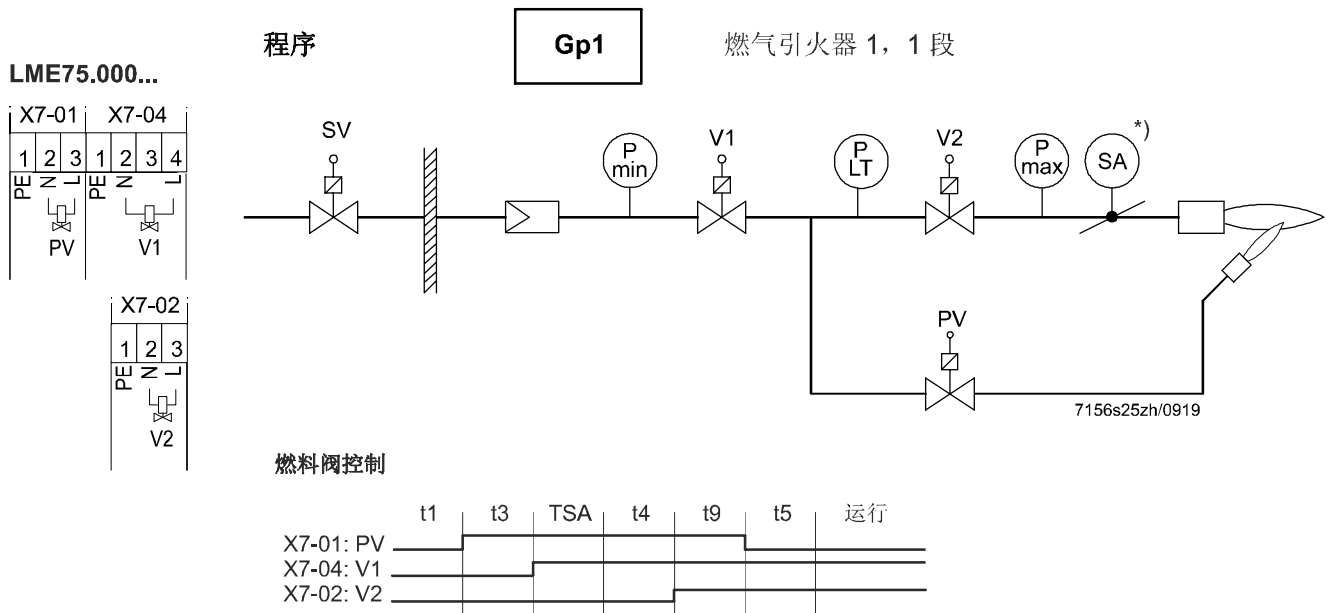 程序
Gp1
燃气引火器 1，1 段
LME75.000...
X7-01 X7-04
1 2 3 1 2 3 4
PE N L PE N L
PV V1
X7-02
1 2 3
PE N L
V2
SV
P min
V1
P LT
V2
P max
SA
*)
PV
7156s25zh/0919
燃料阀控制
t1 t3 TSA t4 t9 t5 运行
X7-01: PV
X7-04: V1
X7-02: V2